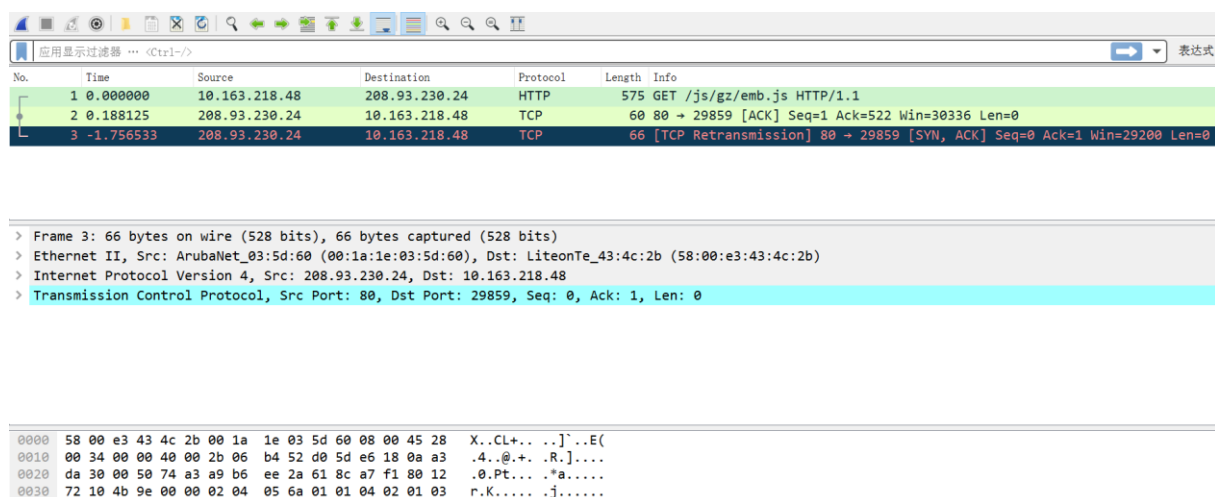 应用显示过滤器 … <Ctrl-/> 表达式
No. Time Source Destination Protocol Length Info
1 0.000000 10.163.218.48 208.93.230.24 HTTP 575 GET /js/gz/emb.js HTTP/1.1
2 0.188125 208.93.230.24 10.163.218.48 TCP 60 80 → 29859 [ACK] Seq=1 Ack=522 Win=30336 Len=0
3 -1.756533 208.93.230.24 10.163.218.48 TCP 66 [TCP Retransmission] 80 → 29859 [SYN, ACK] Seq=0 Ack=1 Win=29200 Len=0
> Frame 3: 66 bytes on wire (528 bits), 66 bytes captured (528 bits)
> Ethernet II, Src: ArubaNet_03:5d:60 (00:1a:1e:03:5d:60), Dst: LiteonTe_43:4c:2b (58:00:e3:43:4c:2b)
> Internet Protocol Version 4, Src: 208.93.230.24, Dst: 10.163.218.48
> Transmission Control Protocol, Src Port: 80, Dst Port: 29859, Seq: 0, Ack: 1, Len: 0
0000 58 00 e3 43 4c 2b 00 1a 1e 03 5d 60 08 00 45 28 X..CL+.. ..]`..E(
0010 00 34 00 00 40 00 2b 06 b4 52 d0 5d e6 18 0a a3 .4..@.+. .R.]....
0020 da 30 00 50 74 a3 a9 b6 ee 2a 61 8c a7 f1 80 12 .0.Pt... .*a.....
0030 72 10 4b 9e 00 00 02 04 05 6a 01 01 04 02 01 03 r.K..... .j......